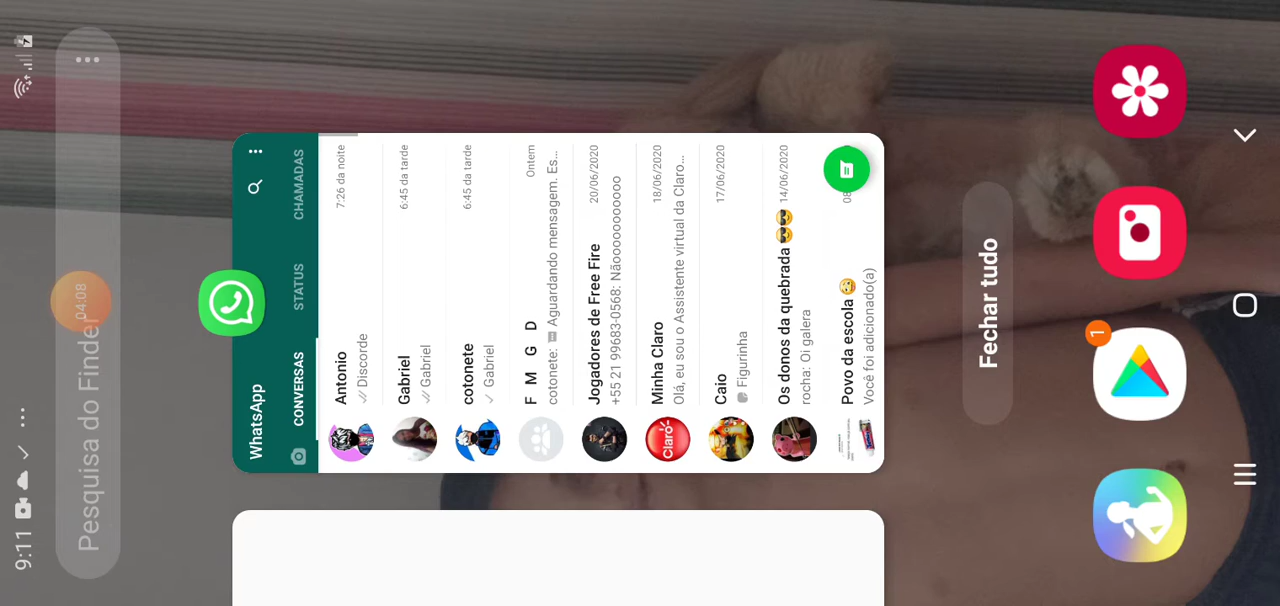 9:11
Pesquisa do Finder
04:08
WhatsApp
CONVERSAS STATUS CHAMADAS
Antonio 7:26 da noite
Discorde
Gabriel 6:45 da tarde
Gabriel
cotonete 6:45 da tarde
Gabriel
F M G D Ontem
cotonete: Aguardando mensagem. Es...
Jogadores de Free Fire 20/06/2020
+55 21 99683-0568: Nãooooooooooooo
Minha Claro 18/06/2020
Olá, eu sou o Assistente virtual da Claro...
Claro
Caio 17/06/2020
Figurinha
Os donos da quebrada 😎😎 14/06/2020
rocha: Oi galera
Povo da escola 08
Você foi adicionado(a)
Fechar tudo
1